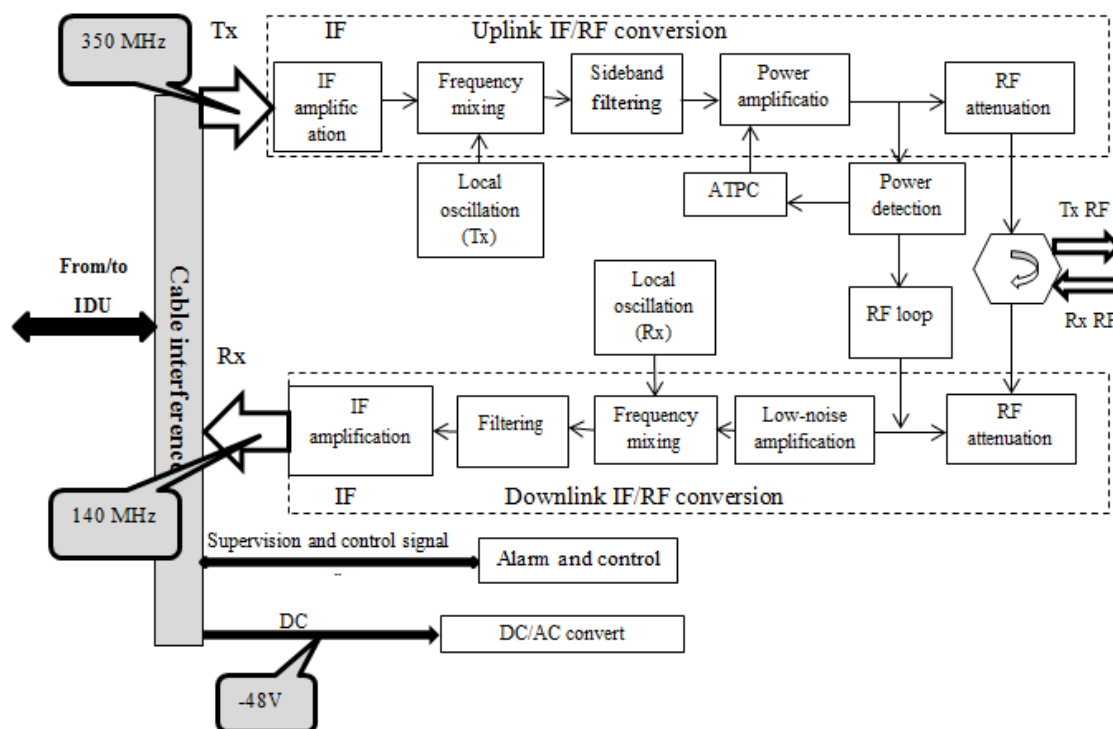 350 MHz
Tx
IF
Uplink IF/RF conversion
IF
amplific
ation
Frequency
mixing
Sideband
filtering
Power
amplificatio
RF
attenuation
Local
oscillation
(Tx)
ATPC
Power
detection
Tx RF
Rx RF
From/to
IDU
Cable interference
Local
oscillation
(Rx)
RF loop
Rx
IF
amplification
Filtering
Frequency
mixing
Low-noise
amplification
RF
attenuation
IF
Downlink IF/RF conversion
140 MHz
Supervision and control signal
..
Alarm and control
DC
DC/AC convert
-48V